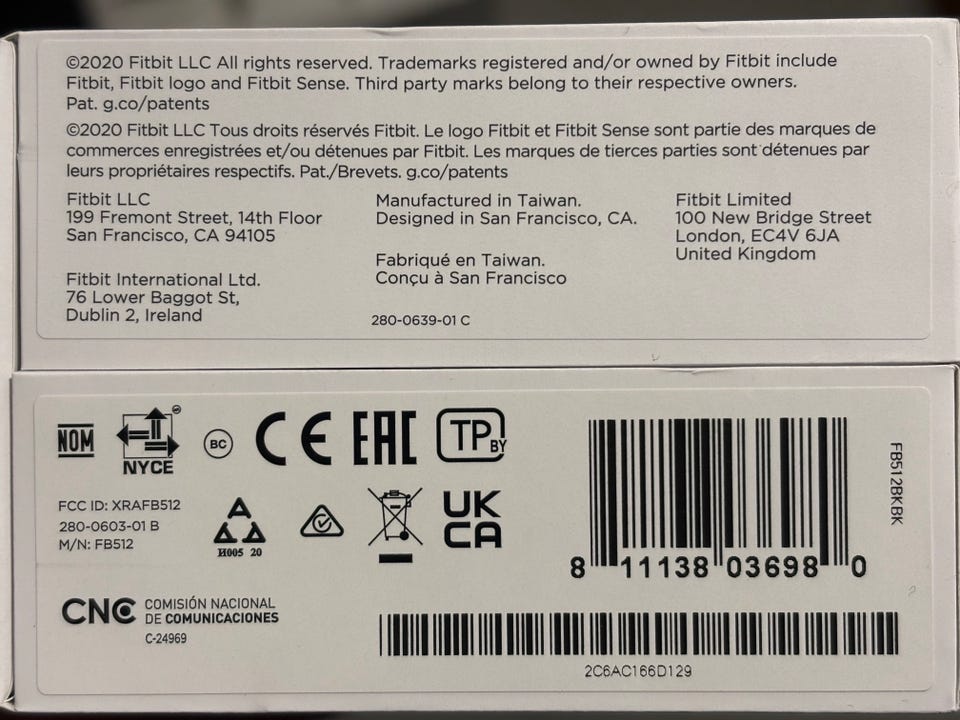 ©2020 Fitbit LLC All rights reserved. Trademarks registered and/or owned by Fitbit include
Fitbit, Fitbit logo and Fitbit Sense. Third party marks belong to their respective owners.
Pat. g.co/patents
©2020 Fitbit LLC Tous droits réservés Fitbit. Le logo Fitbit et Fitbit Sense sont partie des marques de
commerces enregistrées et/ou détenues par Fitbit. Les marques de tierces parties sont détenues par
leurs propriétaires respectifs. Pat./Brevets. g.co/patents
Fitbit LLC
199 Fremont Street, 14th Floor
San Francisco, CA 94105
Fitbit International Ltd.
76 Lower Baggot St,
Dublin 2, Ireland
Manufactured in Taiwan.
Designed in San Francisco, CA.
Fabriqué en Taiwan.
Conçu à San Francisco
280-0639-01 C
Fitbit Limited
100 New Bridge Street
London, EC4V 6JA
United Kingdom
NOM
NYCE
BC
CE
EAC
TP BY
FCC ID: XRAFB512
280-0603-01 B
M/N: FB512
И005 20
UK
CA
CNC
COMISIÓN NACIONAL
DE COMUNICACIONES
C-24969
8 11138 03698 0
FB512BKBK
2C6AC166D129